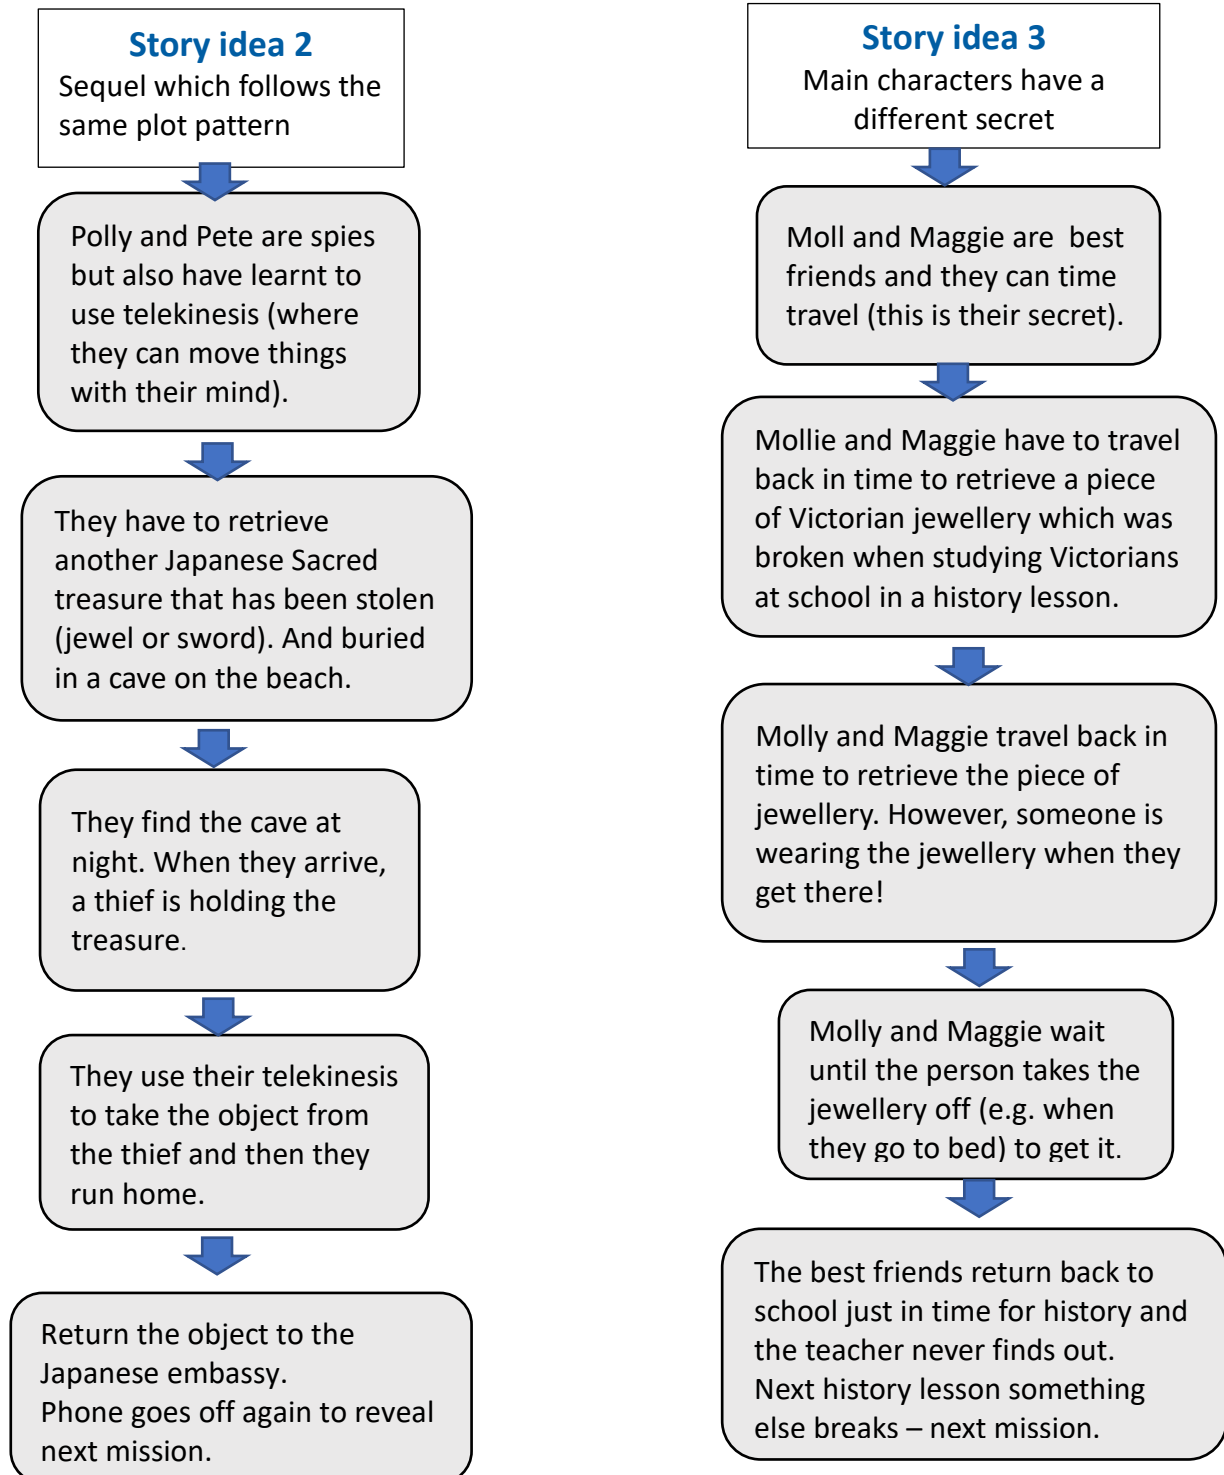 Story idea 2
Sequel which follows the
same plot pattern
Polly and Pete are spies
but also have learnt to
use telekinesis (where
they can move things
with their mind).
They have to retrieve
another Japanese Sacred
treasure that has been stolen
(jewel or sword). And buried
in a cave on the beach.
They find the cave at
night. When they arrive,
a thief is holding the
treasure.
They use their telekinesis
to take the object from
the thief and then they
run home.
Return the object to the
Japanese embassy.
Phone goes off again to reveal
next mission.
Story idea 3
Main characters have a
different secret
Moll and Maggie are  best
friends and they can time
travel (this is their secret).
Mollie and Maggie have to travel
back in time to retrieve a piece
of Victorian jewellery which was
broken when studying Victorians
at school in a history lesson.
Molly and Maggie travel back in
time to retrieve the piece of
jewellery. However, someone is
wearing the jewellery when they
get there!
Molly and Maggie wait
until the person takes the
jewellery off (e.g. when
they go to bed) to get it.
The best friends return back to
school just in time for history and
the teacher never finds out.
Next history lesson something
else breaks – next mission.